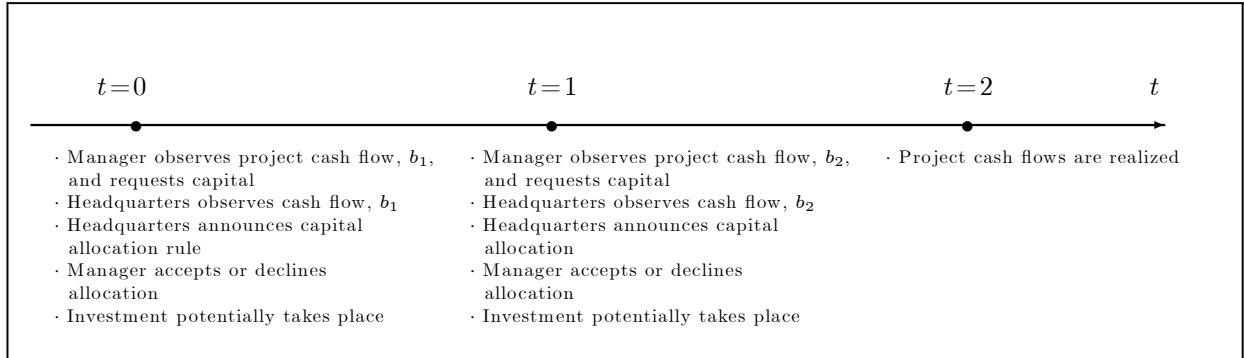 t=0
t=1
t=2
t
· Manager observes project cash flow, b₁,
and requests capital
· Headquarters observes cash flow, b₁
· Headquarters announces capital
allocation rule
· Manager accepts or declines
allocation
· Investment potentially takes place
· Manager observes project cash flow, b₂,
and requests capital
· Headquarters observes cash flow, b₂
· Headquarters announces capital
allocation
· Manager accepts or declines
allocation
· Investment potentially takes place
· Project cash flows are realized